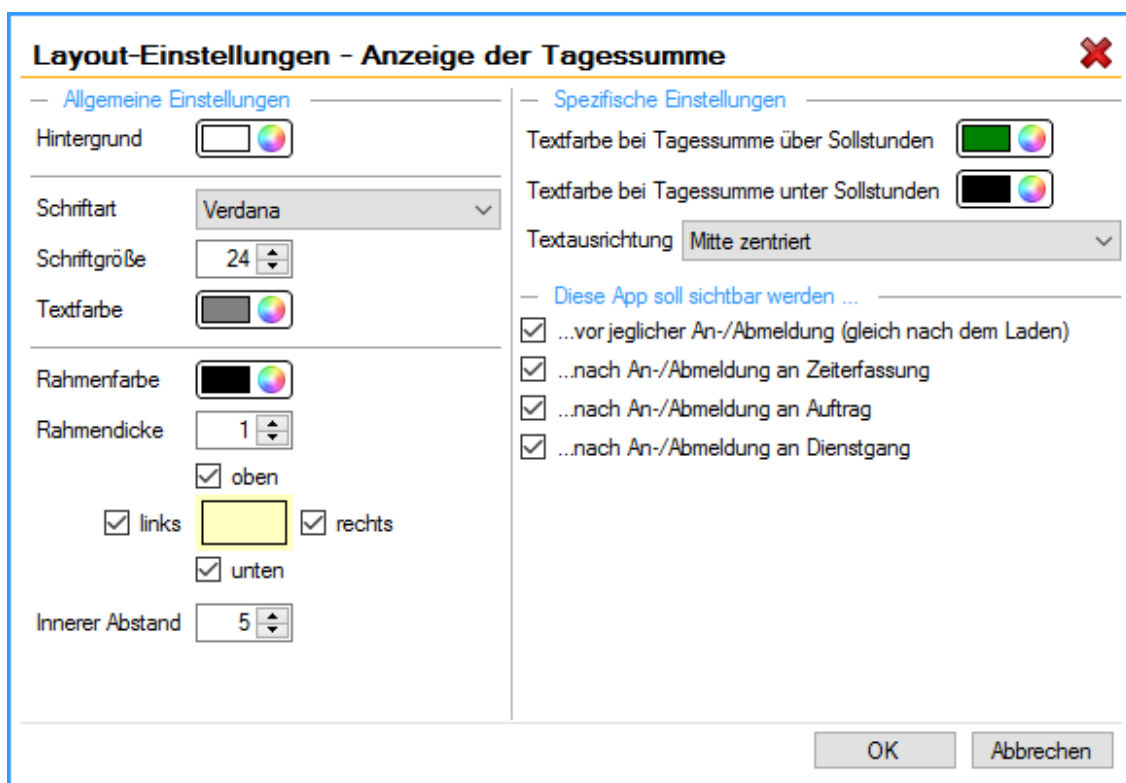 Layout-Einstellungen - Anzeige der Tagessumme
Allgemeine Einstellungen
Hintergrund
Schriftart Verdana
Schriftgröße 24
Textfarbe
Rahmenfarbe
Rahmendicke 1
oben
links rechts
unten
Innerer Abstand 5
Spezifische Einstellungen
Textfarbe bei Tagessumme über Sollstunden
Textfarbe bei Tagessumme unter Sollstunden
Textausrichtung Mitte zentriert
Diese App soll sichtbar werden ...
...vor jeglicher An-/Abmeldung (gleich nach dem Laden)
...nach An-/Abmeldung an Zeiterfassung
...nach An-/Abmeldung an Auftrag
...nach An-/Abmeldung an Dienstgang
OK Abbrechen